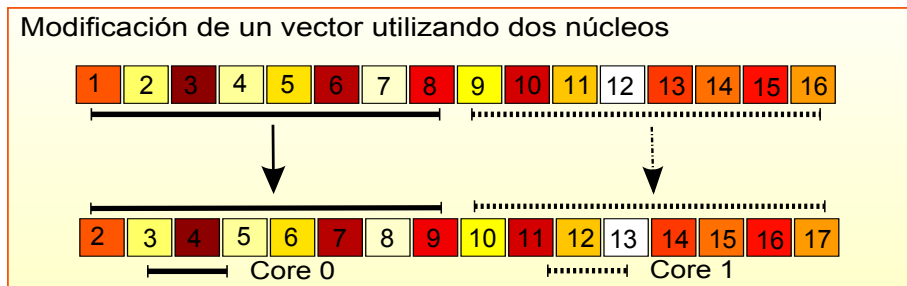 Modificación de un vector utilizando dos núcleos
1 2 3 4 5 6 7 8 9 10 11 12 13 14 15 16
2 3 4 5 6 7 8 9 10 11 12 13 14 15 16 17
Core 0 Core 1